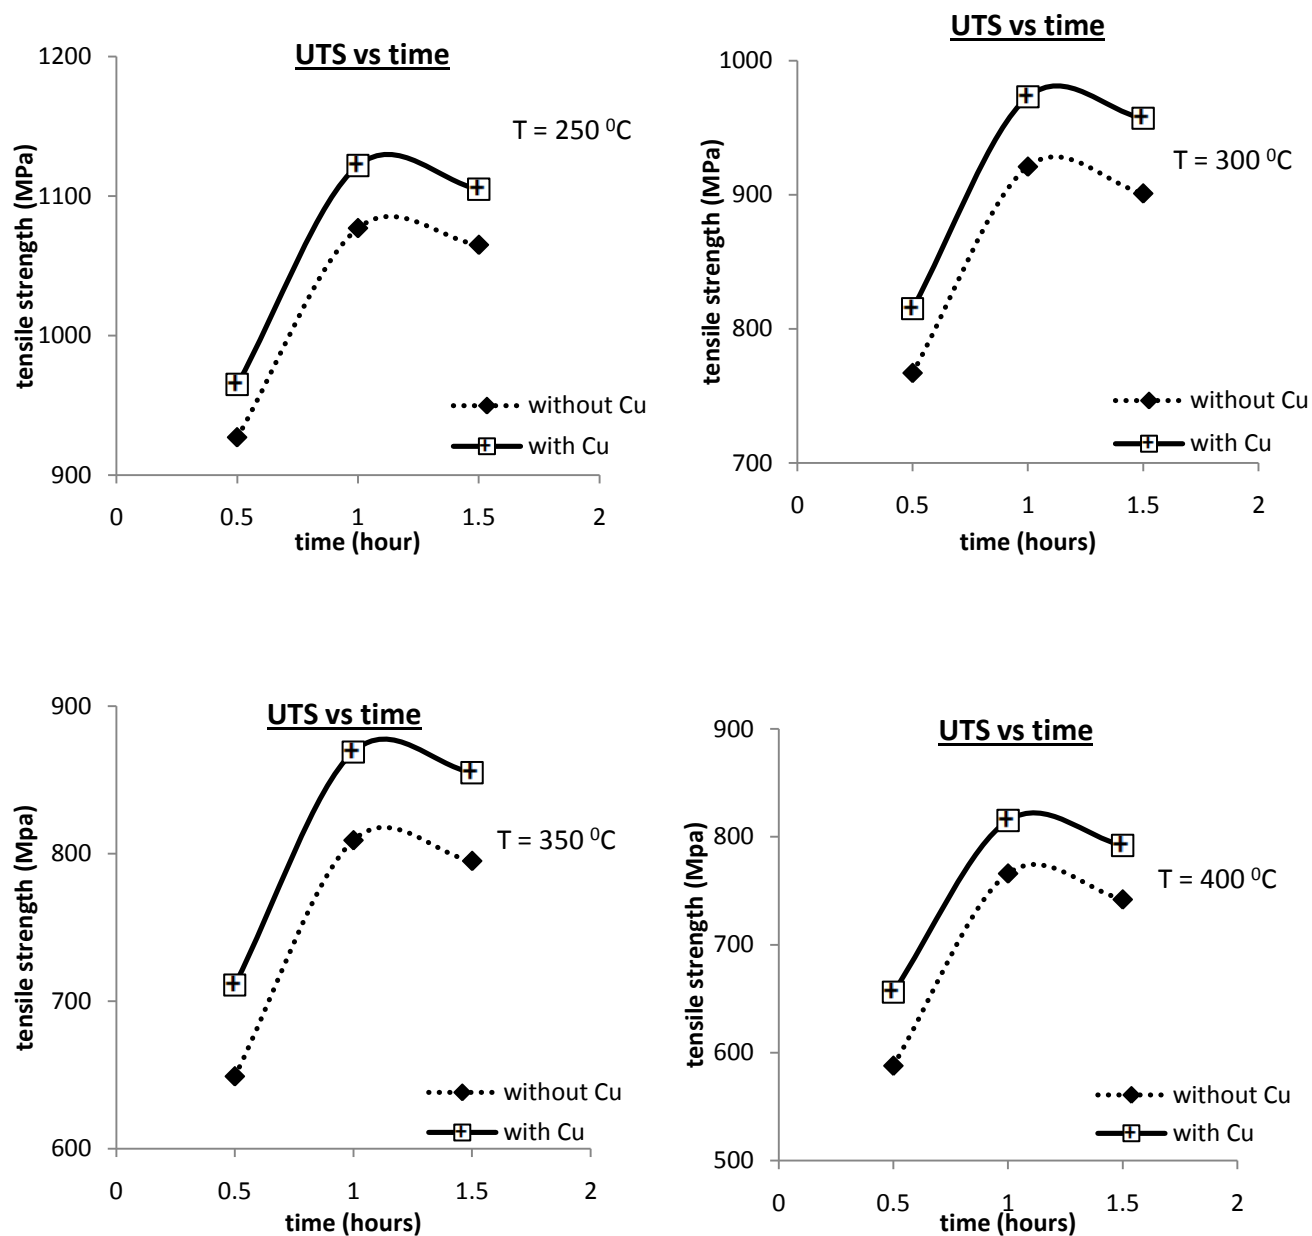 UTS vs time
T = 250 ⁰C
tensile strength (MPa)
1200
1100
1000
900
0
0.5
1
1.5
2
time (hour)
without Cu
with Cu
UTS vs time
T = 300 ⁰C
tensile strength (MPa)
1000
900
800
700
0
0.5
1
1.5
2
time (hours)
without Cu
with Cu
UTS vs time
T = 350 ⁰C
tensile strength (Mpa)
900
800
700
600
0
0.5
1
1.5
2
time (hours)
without Cu
with Cu
UTS vs time
T = 400 ⁰C
tensile strength (Mpa)
900
800
700
600
500
0
0.5
1
1.5
2
time (hours)
without Cu
with Cu